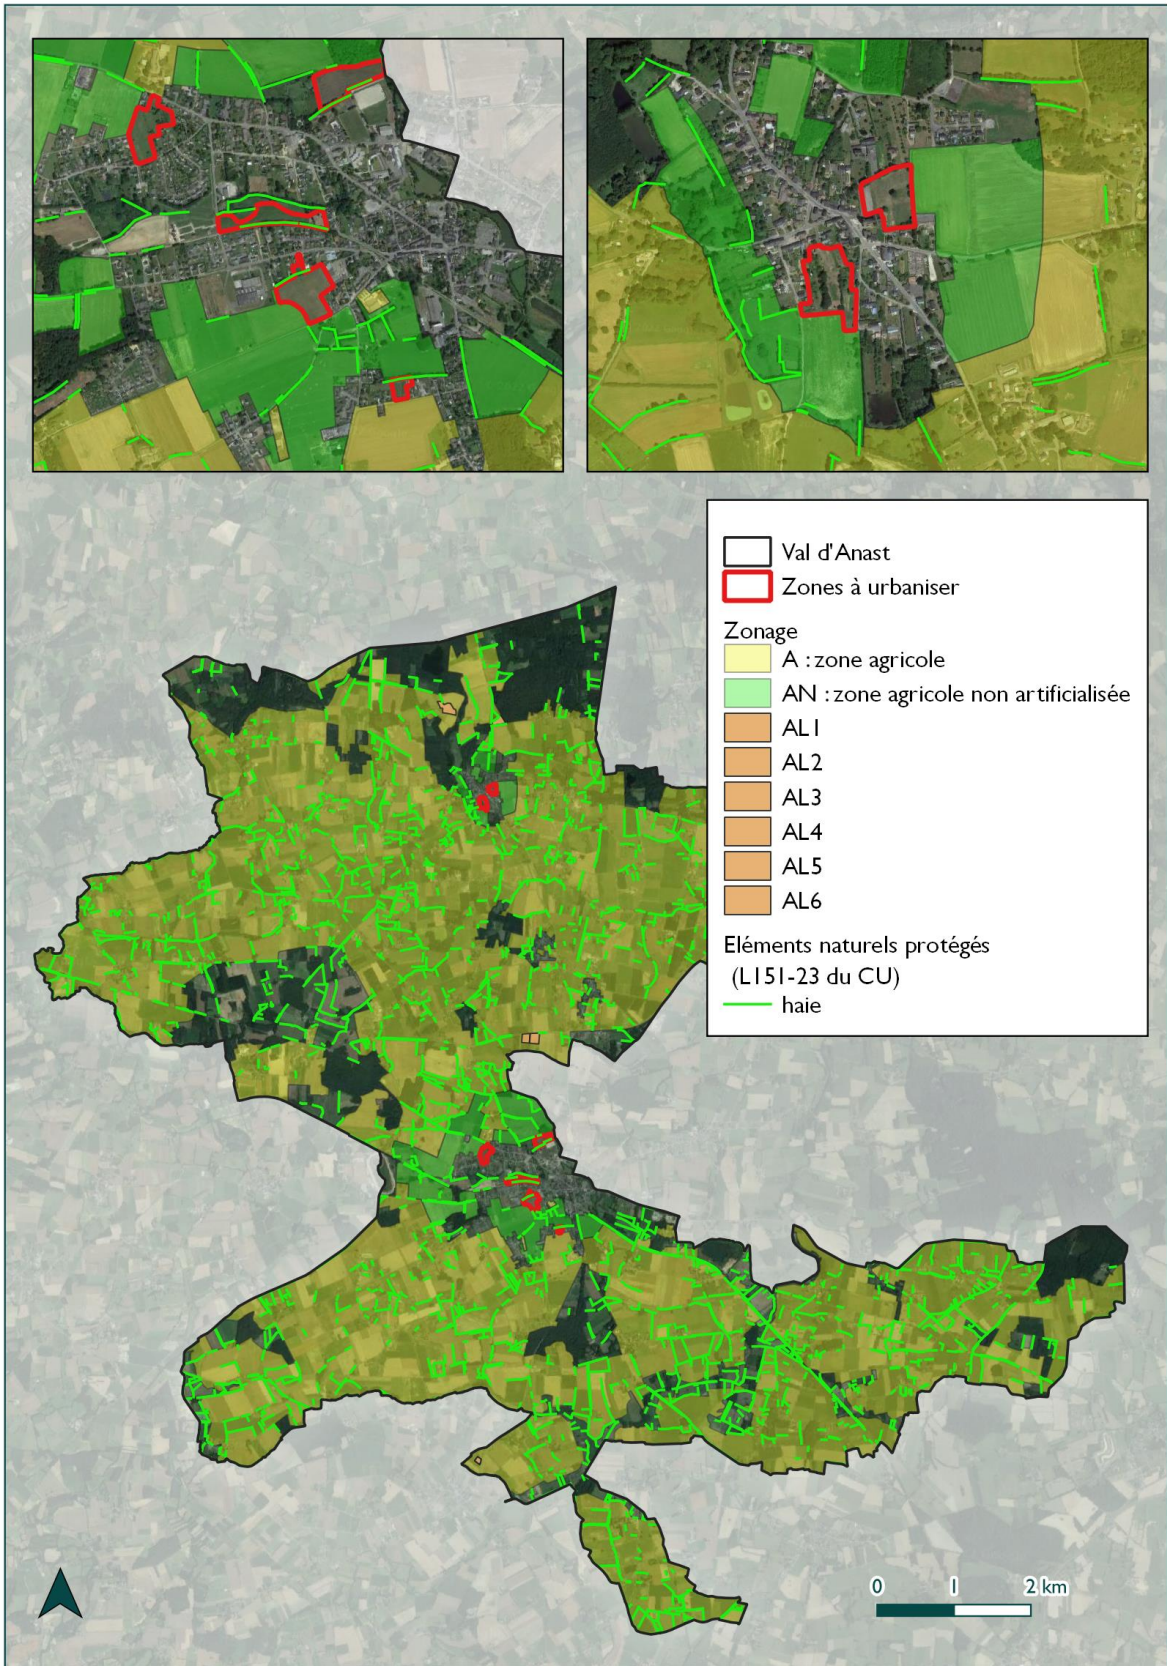 Val d'Anast
Zones à urbaniser
Zonage
A : zone agricole
AN : zone agricole non artificialisée
AL1
AL2
AL3
AL4
AL5
AL6
Eléments naturels protégés
(L151-23 du CU)
haie
0 1 2 km